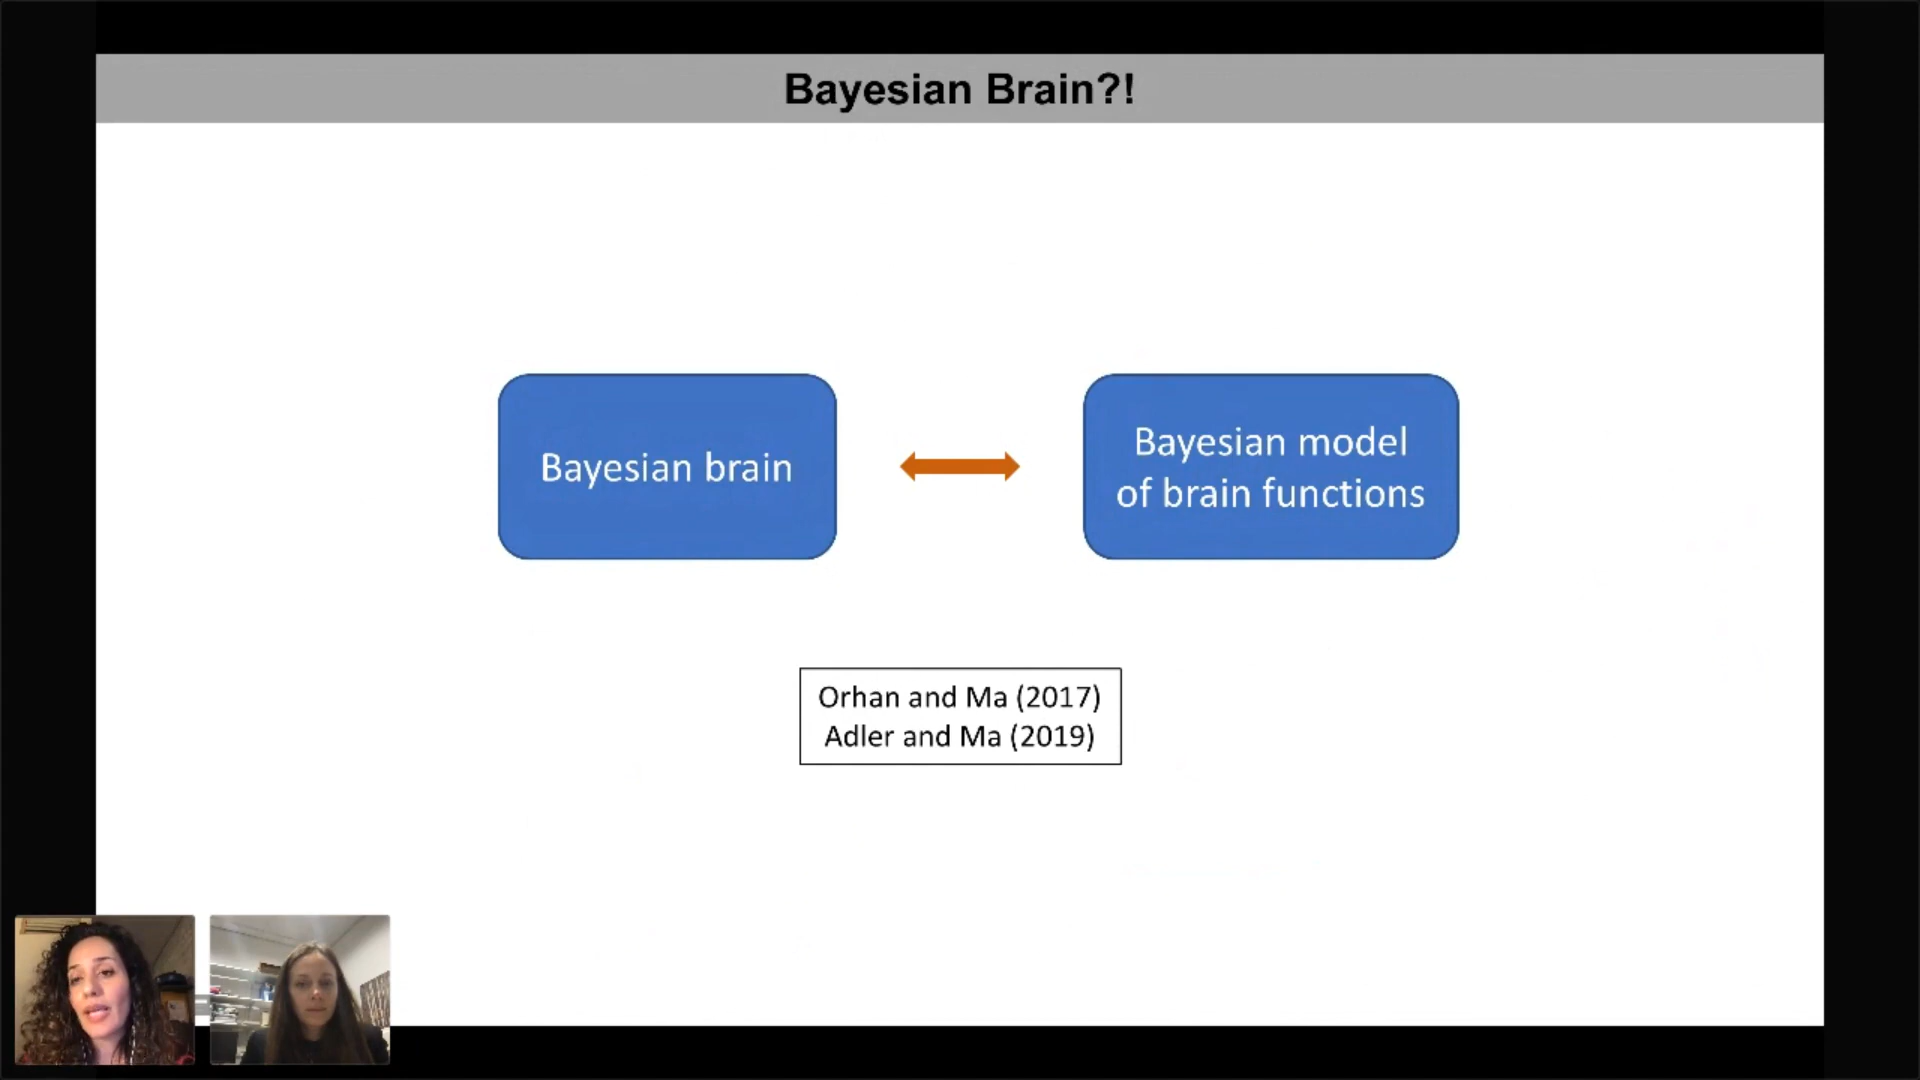 Bayesian Brain?!
Bayesian brain
Bayesian model
of brain functions
Orhan and Ma (2017)
Adler and Ma (2019)